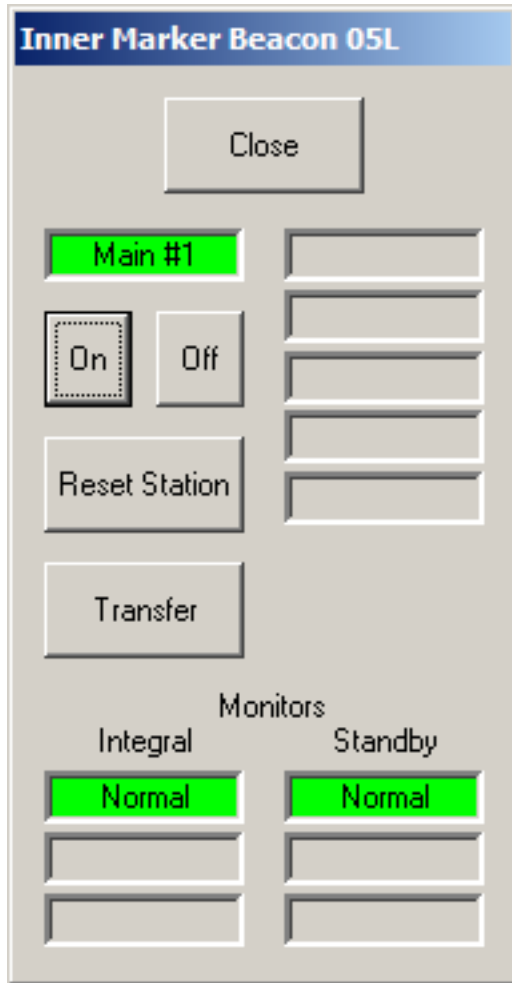 Inner Marker Beacon 05L
Close
Main #1
On Off
Reset Station
Transfer
Monitors
Integral Standby
Normal Normal